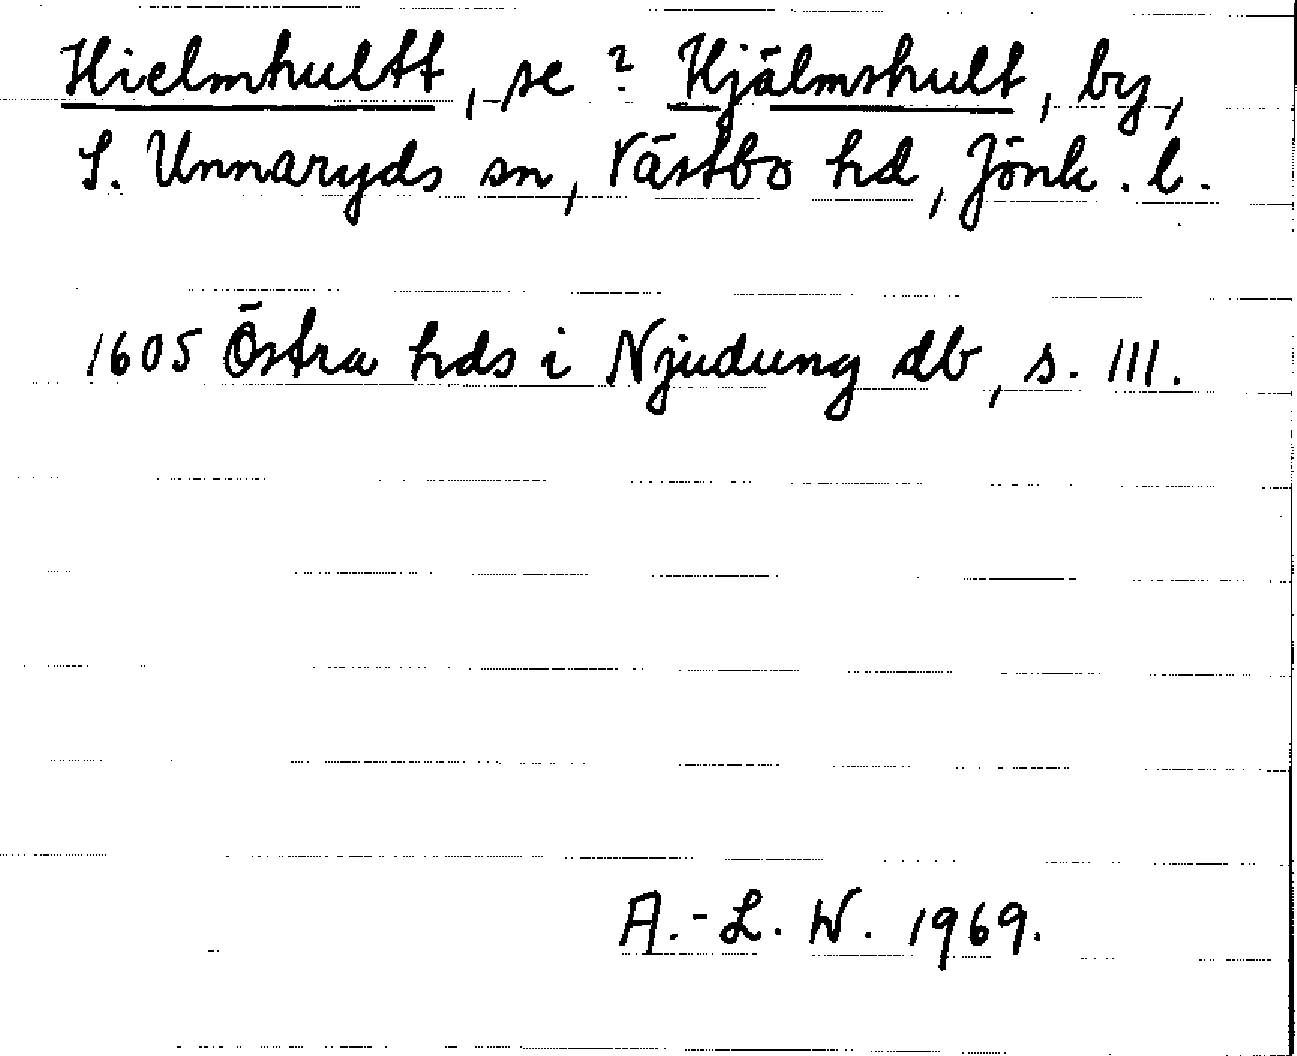 Hielmhultt, se ? Hjälmshult, by,
S. Unnaryds sn, Västbo hd, Jönk. l.
1605 Östra hds i Njudung db, s. 111.
A.-L. W. 1969.